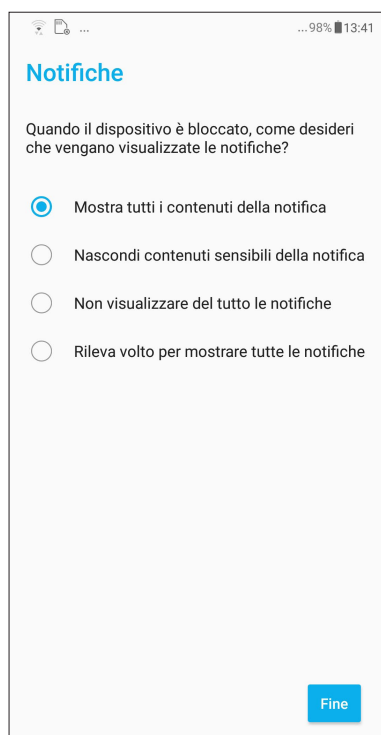 ... ...98% 13:41
Notifiche
Quando il dispositivo è bloccato, come desideri
che vengano visualizzate le notifiche?
Mostra tutti i contenuti della notifica
Nascondi contenuti sensibili della notifica
Non visualizzare del tutto le notifiche
Rileva volto per mostrare tutte le notifiche
Fine